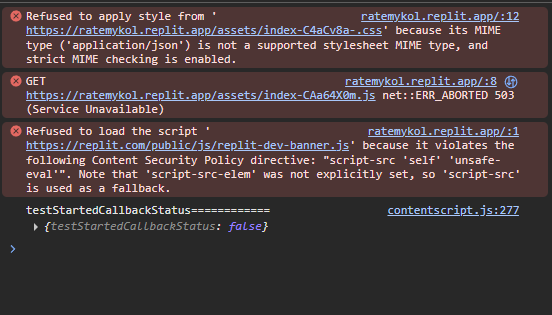 Refused to apply style from ' ratemykol.replit.app/:12
https://ratemykol.replit.app/assets/index-C4aCv8a-.css' because its MIME
type ('application/json') is not a supported stylesheet MIME type, and
strict MIME checking is enabled.
GET ratemykol.replit.app/:8
https://ratemykol.replit.app/assets/index-CAa64X0m.js net::ERR_ABORTED 503
(Service Unavailable)
Refused to load the script ' ratemykol.replit.app/:1
https://replit.com/public/js/replit-dev-banner.js' because it violates the
following Content Security Policy directive: "script-src 'self' 'unsafe-
eval'". Note that 'script-src-elem' was not explicitly set, so 'script-src'
is used as a fallback.
testStartedCallbackStatus============ contentscript.js:277
{testStartedCallbackStatus: false}